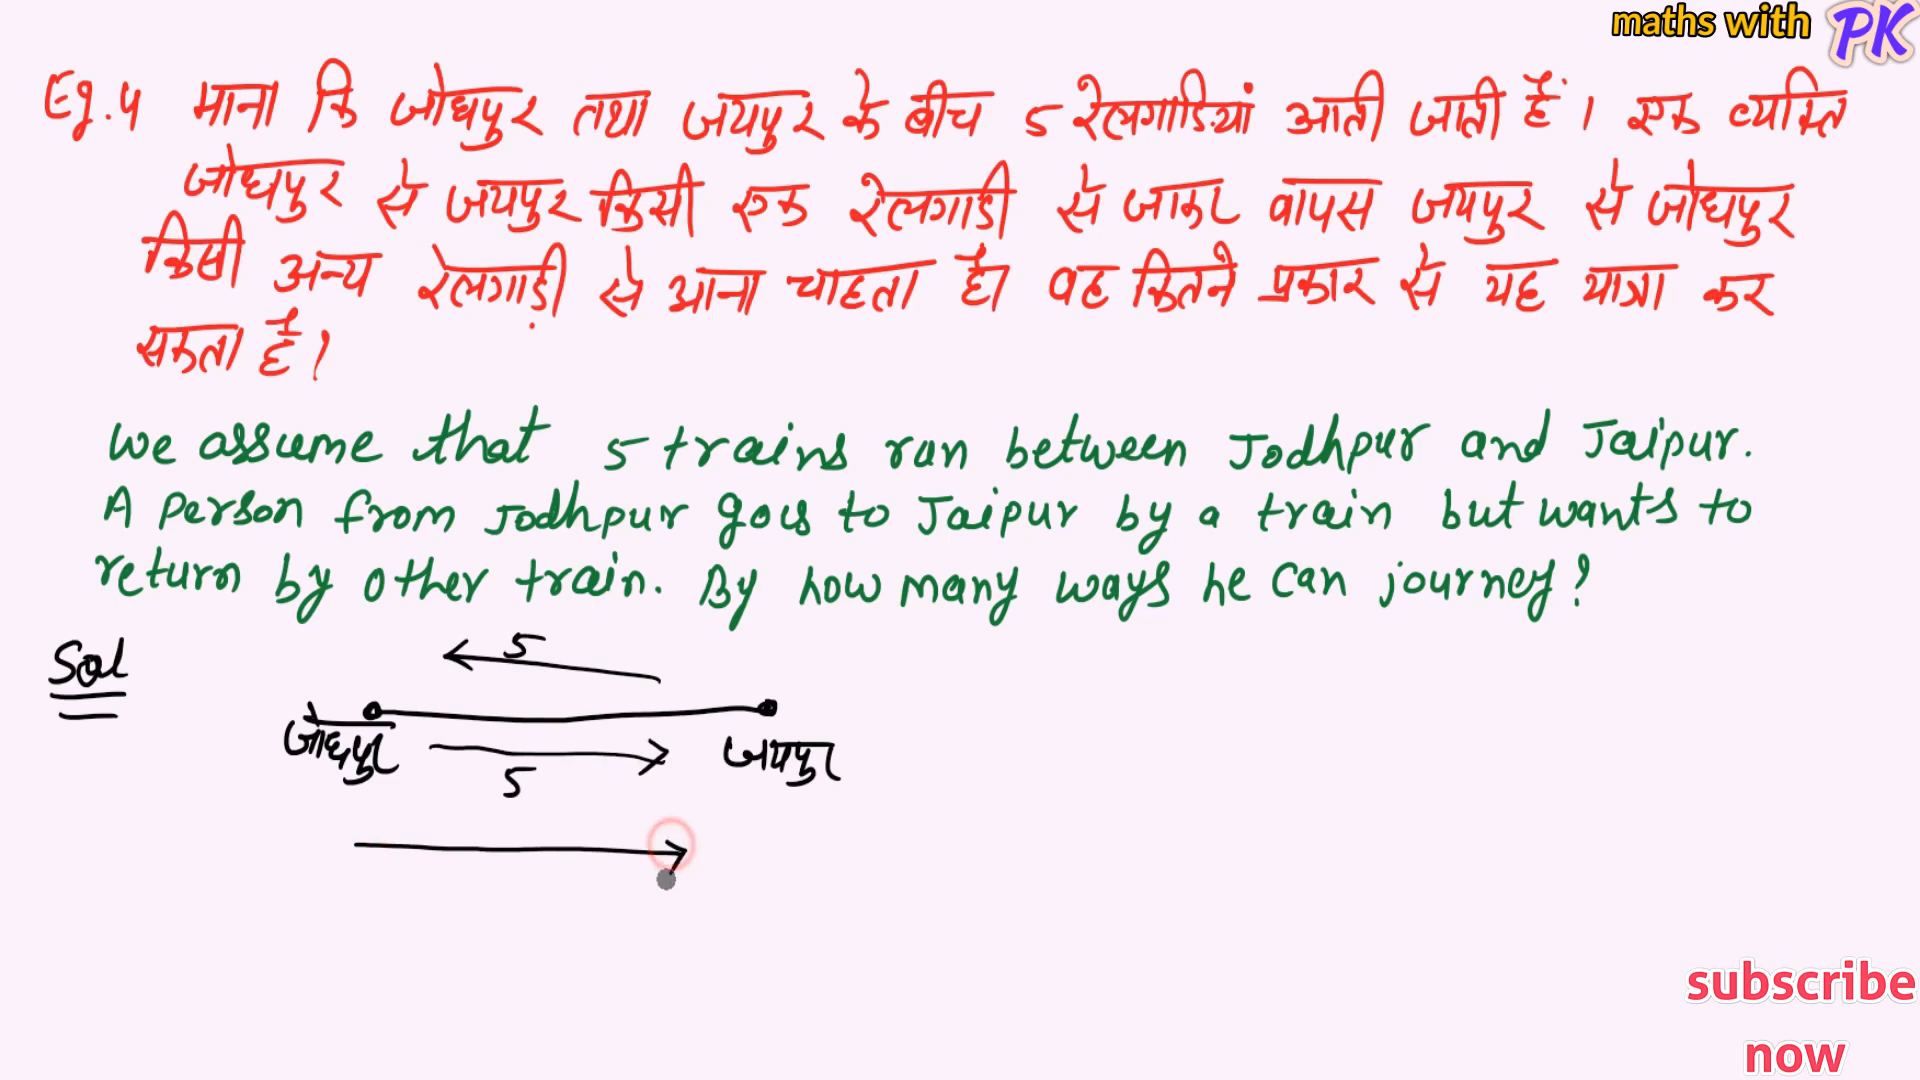 maths with PK
Eg.4 माना कि जोधपुर तथा जयपुर के बीच 5 रेलगाडियां आती जाती हैं। एक व्यक्ति
जोधपुर से जयपुर किसी एक रेलगाडी से जाकर वापस जयपुर से जोधपुर
किसी अन्य रेलगाड़ी से आना चाहता है। वह कितने प्रकार से यह यात्रा कर
सकता है।
We assume that 5 trains run between Jodhpur and Jaipur.
A person from Jodhpur goes to Jaipur by a train but wants to
return by other train. By how many ways he can journey?
Sol
5
जोधपुर
जयपुर
5
subscribe
now